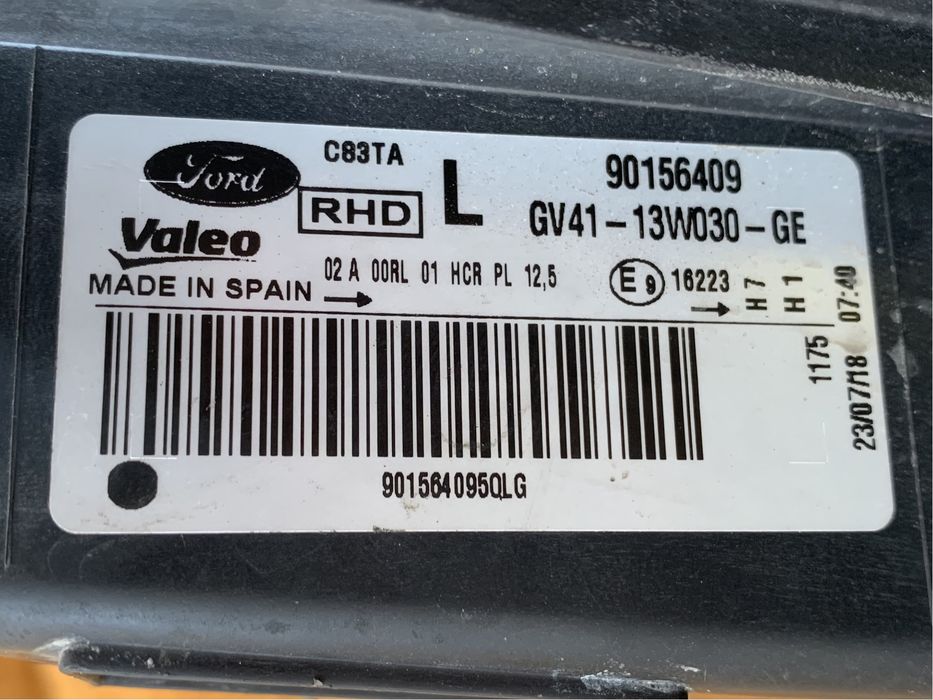 Ford
C83TA
RHD
L
90156409
GV41-13W030-GE
Valeo
MADE IN SPAIN
02 A 00RL 01 HCR PL 12,5
E 9
16223
H7
H1
1175
23/07/18 07:40
9015640950LG